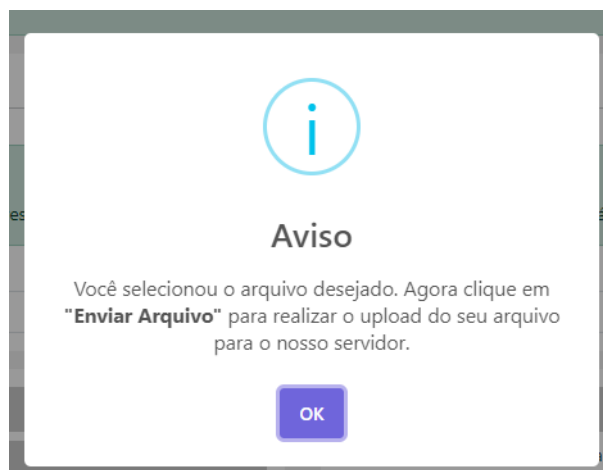 Aviso
Você selecionou o arquivo desejado. Agora clique em
"Enviar Arquivo" para realizar o upload do seu arquivo
para o nosso servidor.
OK